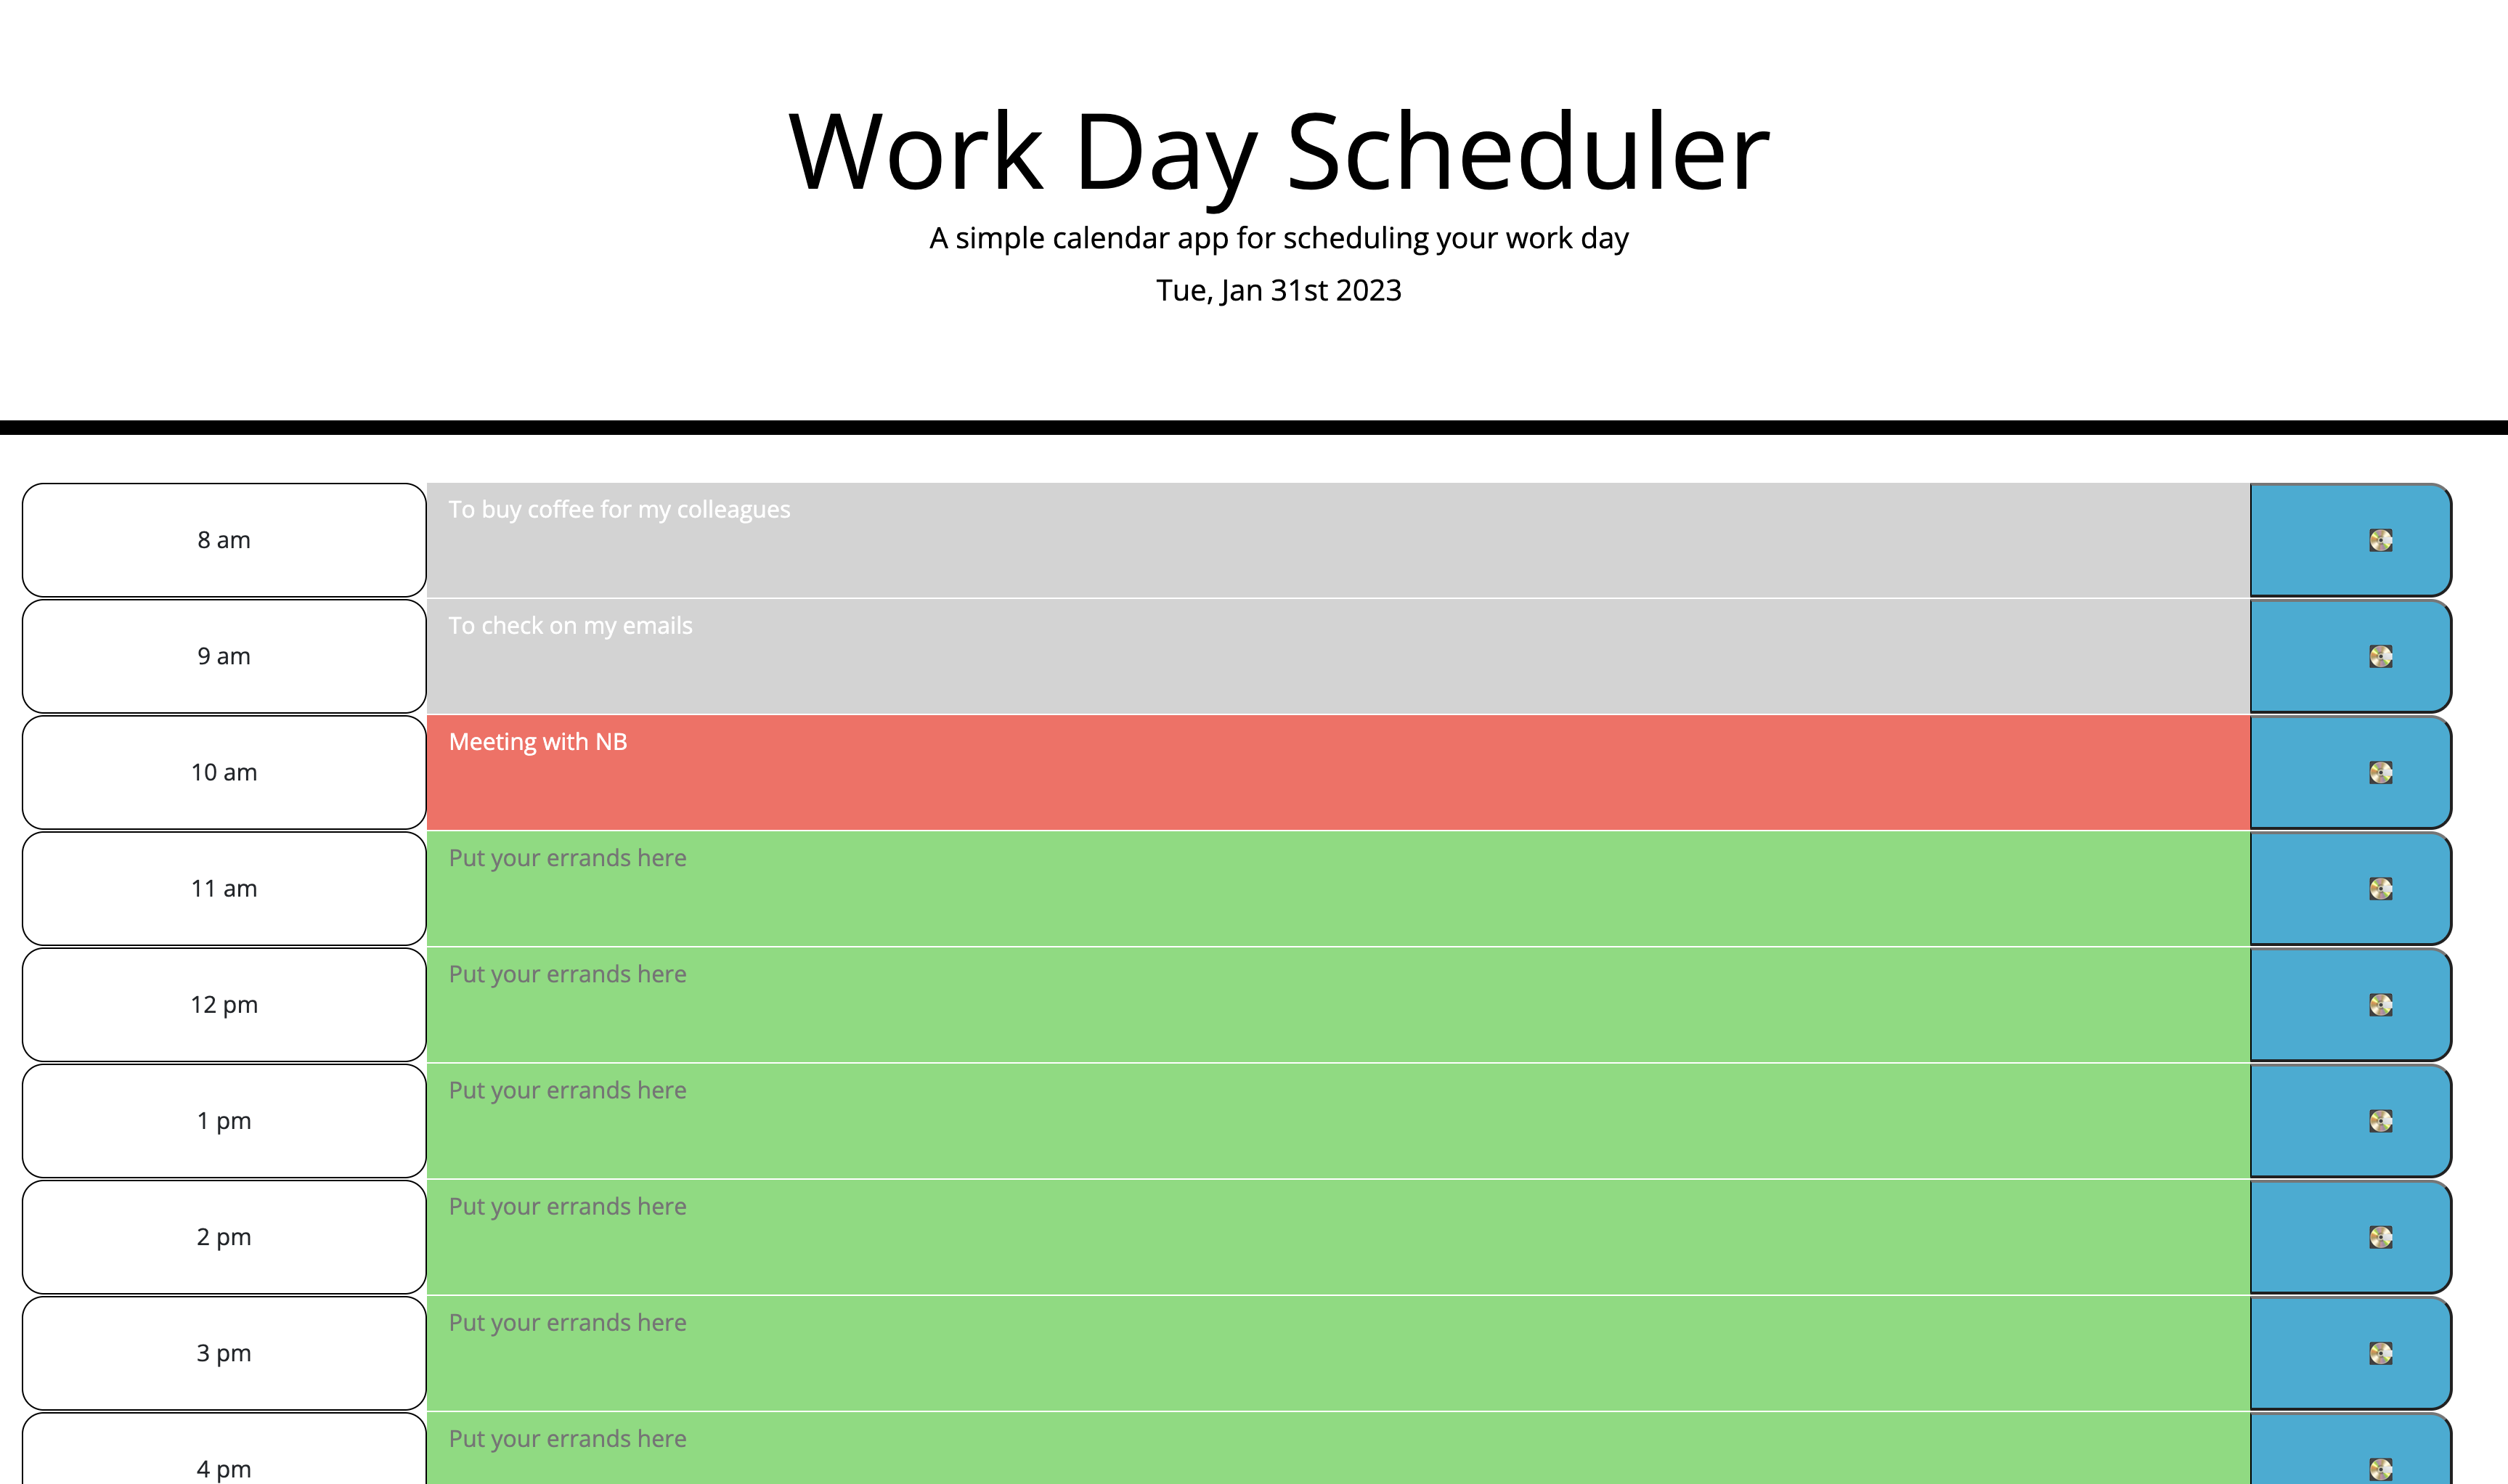 Work Day Scheduler
A simple calendar app for scheduling your work day
Tue, Jan 31st 2023
8 am
To buy coffee for my colleagues
9 am
To check on my emails
10 am
Meeting with NB
11 am
Put your errands here
12 pm
Put your errands here
1 pm
Put your errands here
2 pm
Put your errands here
3 pm
Put your errands here
4 pm
Put your errands here